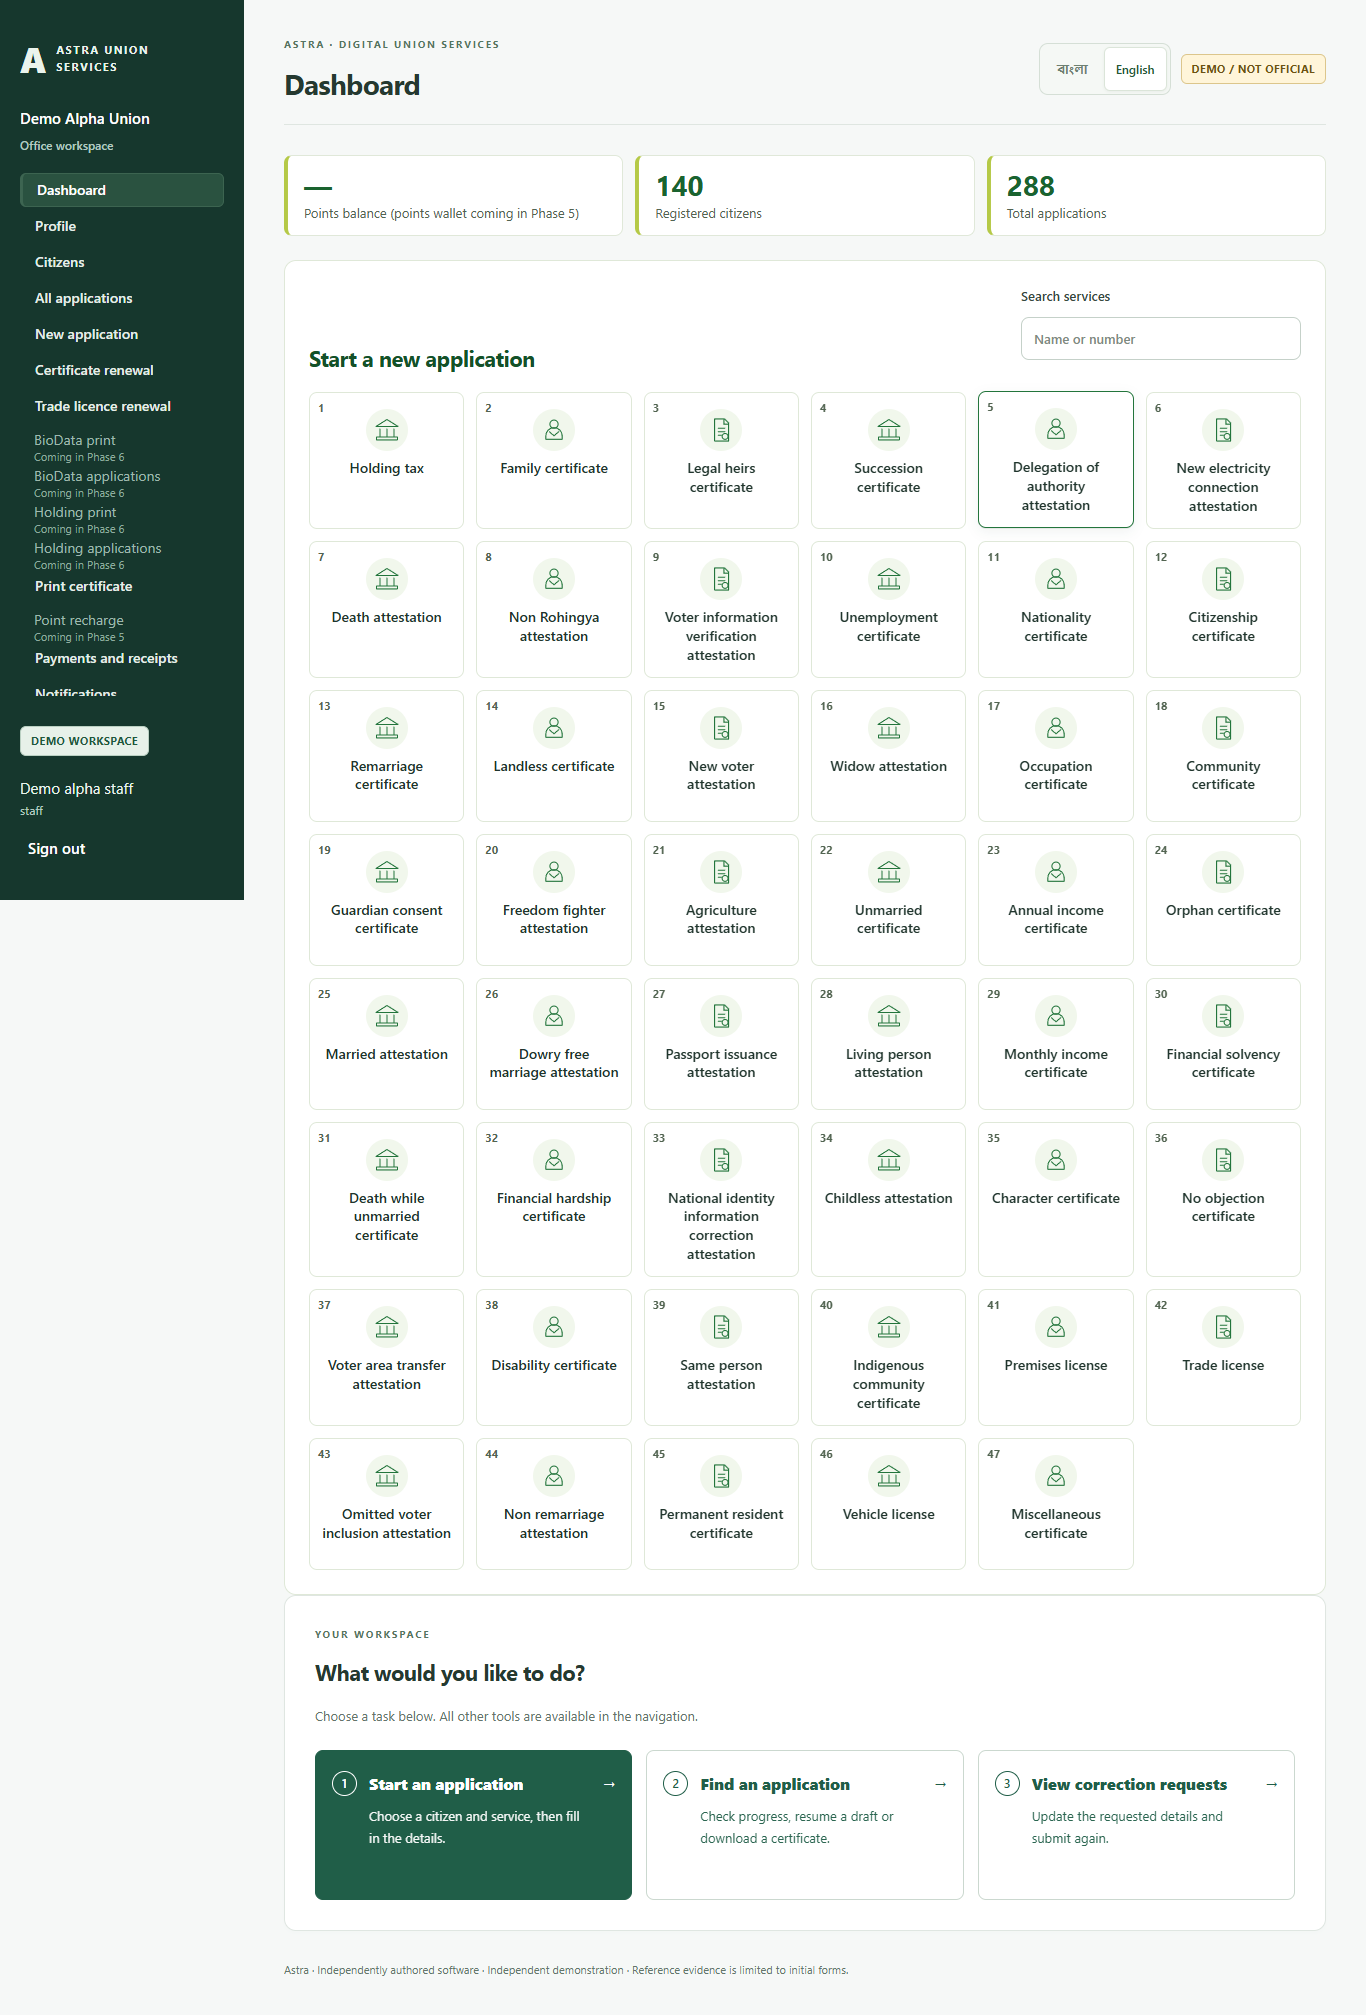 A
ASTRA UNION
SERVICES
Demo Alpha Union
Office workspace
Dashboard
Profile
Citizens
All applications
New application
Certificate renewal
Trade licence renewal
BioData print
Coming in Phase 6
BioData applications
Coming in Phase 6
Holding print
Coming in Phase 6
Holding applications
Coming in Phase 6
Print certificate
Point recharge
Coming in Phase 5
Payments and receipts
Notifications
DEMO WORKSPACE
Demo alpha staff
staff
Sign out
ASTRA · DIGITAL UNION SERVICES
Dashboard
বাংলা
English
DEMO / NOT OFFICIAL
—
Points balance (points wallet coming in Phase 5)
140
Registered citizens
288
Total applications
Search services
Name or number
Start a new application
1
Holding tax
2
Family certificate
3
Legal heirs
certificate
4
Succession
certificate
5
Delegation of
authority
attestation
6
New electricity
connection
attestation
7
Death attestation
8
Non Rohingya
attestation
9
Voter information
verification
attestation
10
Unemployment
certificate
11
Nationality
certificate
12
Citizenship
certificate
13
Remarriage
certificate
14
Landless certificate
15
New voter
attestation
16
Widow attestation
17
Occupation
certificate
18
Community
certificate
19
Guardian consent
certificate
20
Freedom fighter
attestation
21
Agriculture
attestation
22
Unmarried
certificate
23
Annual income
certificate
24
Orphan certificate
25
Married attestation
26
Dowry free
marriage attestation
27
Passport issuance
attestation
28
Living person
attestation
29
Monthly income
certificate
30
Financial solvency
certificate
31
Death while
unmarried
certificate
32
Financial hardship
certificate
33
National identity
information
correction
attestation
34
Childless attestation
35
Character certificate
36
No objection
certificate
37
Voter area transfer
attestation
38
Disability certificate
39
Same person
attestation
40
Indigenous
community
certificate
41
Premises license
42
Trade license
43
Omitted voter
inclusion attestation
44
Non remarriage
attestation
45
Permanent resident
certificate
46
Vehicle license
47
Miscellaneous
certificate
YOUR WORKSPACE
What would you like to do?
Choose a task below. All other tools are available in the navigation.
1
Start an application →
Choose a citizen and service, then fill
in the details.
2
Find an application →
Check progress, resume a draft or
download a certificate.
3
View correction requests →
Update the requested details and
submit again.
Astra · Independently authored software · Independent demonstration · Reference evidence is limited to initial forms.